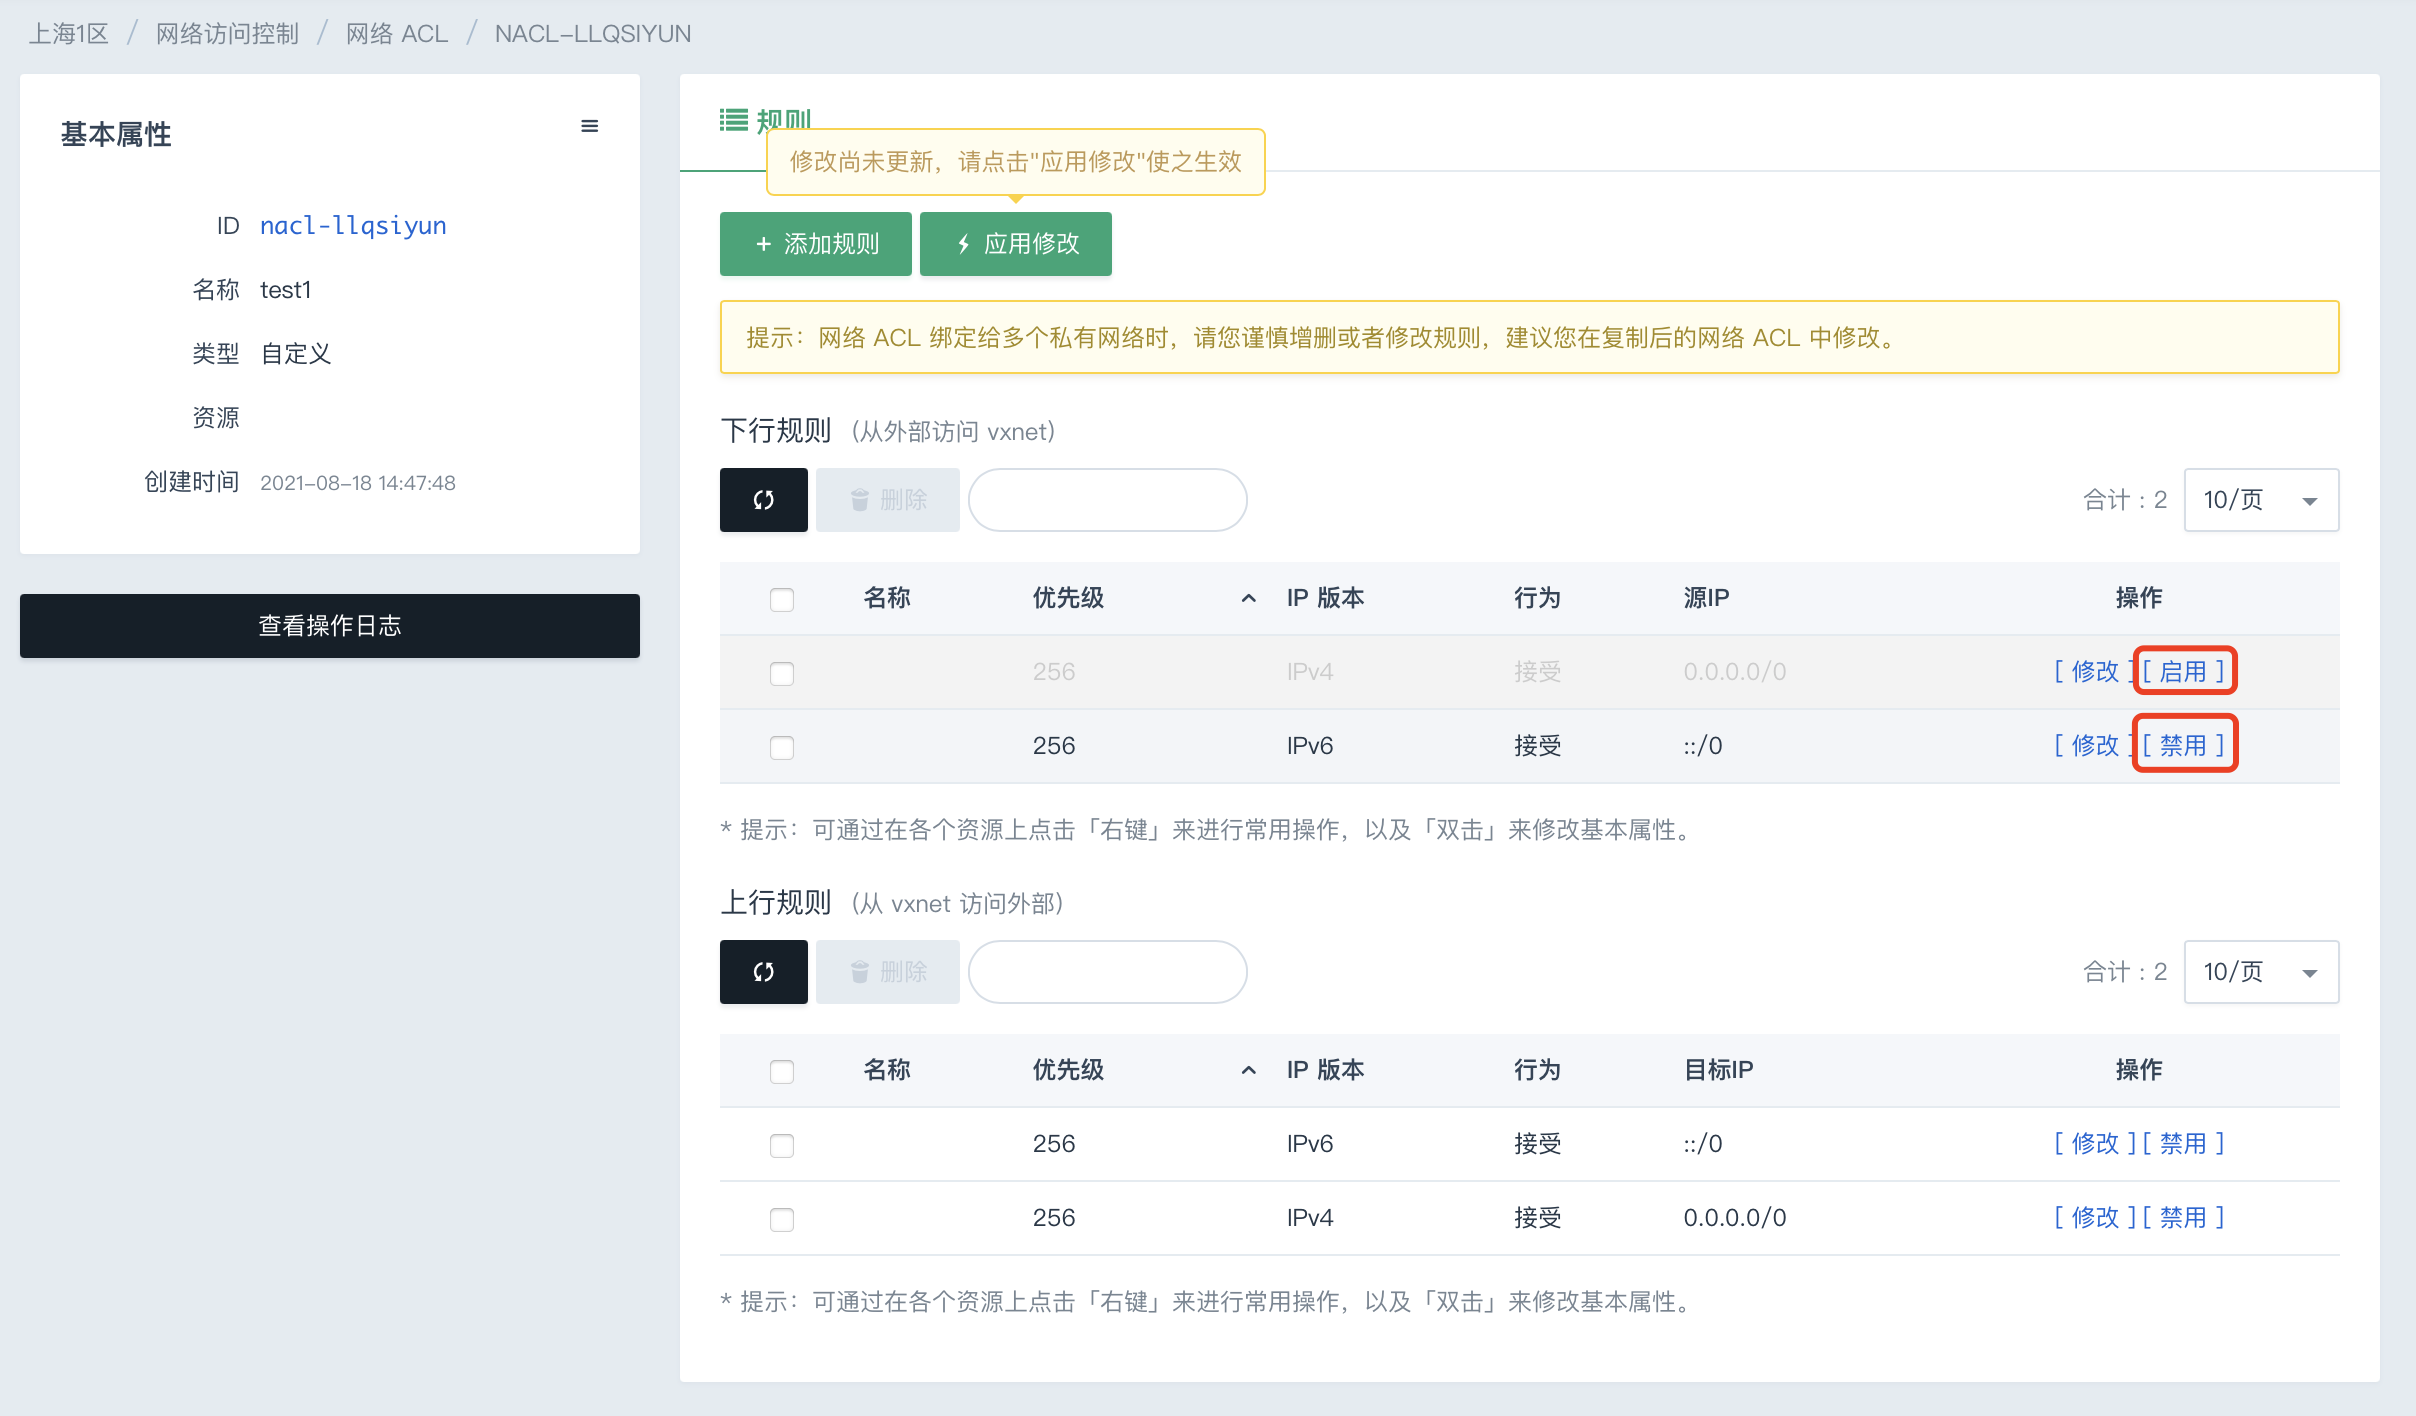 上海1区 / 网络访问控制 / 网络 ACL / NACL-LLQSIYUN
基本属性
ID nacl-llqsiyun
名称 test1
类型 自定义
资源
创建时间 2021-08-18 14:47:48
查看操作日志
规则
修改尚未更新，请点击"应用修改"使之生效
+ 添加规则 应用修改
提示：网络 ACL 绑定给多个私有网络时，请您谨慎增删或者修改规则，建议您在复制后的网络 ACL 中修改。
下行规则 (从外部访问 vxnet)
删除 合计：2 10/页
名称 优先级 IP 版本 行为 源IP 操作
256 IPv4 接受 0.0.0.0/0 [ 修改 ][ 启用 ]
256 IPv6 接受 ::/0 [ 修改 ][ 禁用 ]
* 提示：可通过在各个资源上点击「右键」来进行常用操作，以及「双击」来修改基本属性。
上行规则 (从 vxnet 访问外部)
删除 合计：2 10/页
名称 优先级 IP 版本 行为 目标IP 操作
256 IPv6 接受 ::/0 [ 修改 ][ 禁用 ]
256 IPv4 接受 0.0.0.0/0 [ 修改 ][ 禁用 ]
* 提示：可通过在各个资源上点击「右键」来进行常用操作，以及「双击」来修改基本属性。